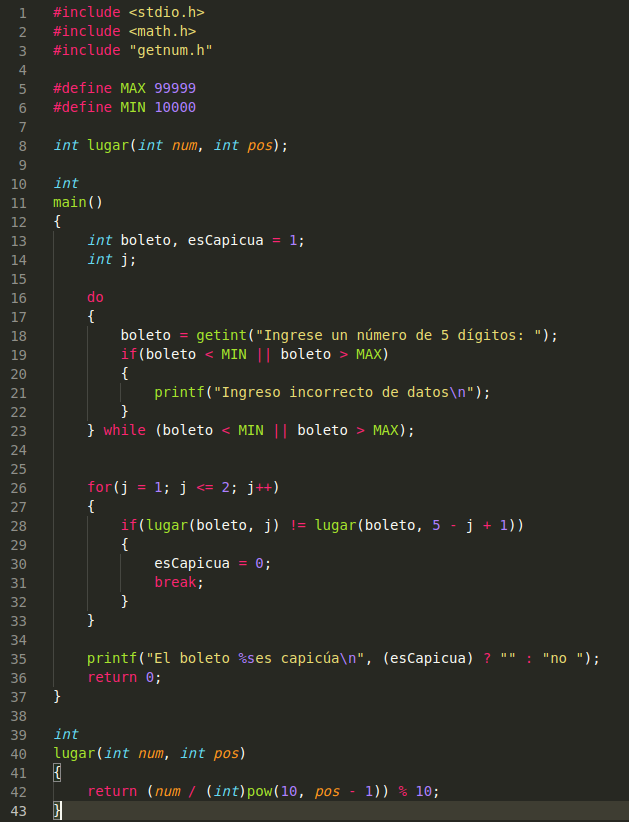 1 #include <stdio.h>
2 #include <math.h>
3 #include "getnum.h"
4
5 #define MAX 99999
6 #define MIN 10000
7
8 int lugar(int num, int pos);
9
10 int
11 main()
12 {
13     int boleto, esCapicua = 1;
14     int j;
15
16     do
17     {
18         boleto = getint("Ingrese un número de 5 dígitos: ");
19         if(boleto < MIN || boleto > MAX)
20         {
21             printf("Ingreso incorrecto de datos\n");
22         }
23     } while (boleto < MIN || boleto > MAX);
24
25
26     for(j = 1; j <= 2; j++)
27     {
28         if(lugar(boleto, j) != lugar(boleto, 5 - j + 1))
29         {
30             esCapicua = 0;
31             break;
32         }
33     }
34
35     printf("El boleto %ses capicúa\n", (esCapicua) ? "" : "no ");
36     return 0;
37 }
38
39 int
40 lugar(int num, int pos)
41 {
42     return (num / (int)pow(10, pos - 1)) % 10;
43 }